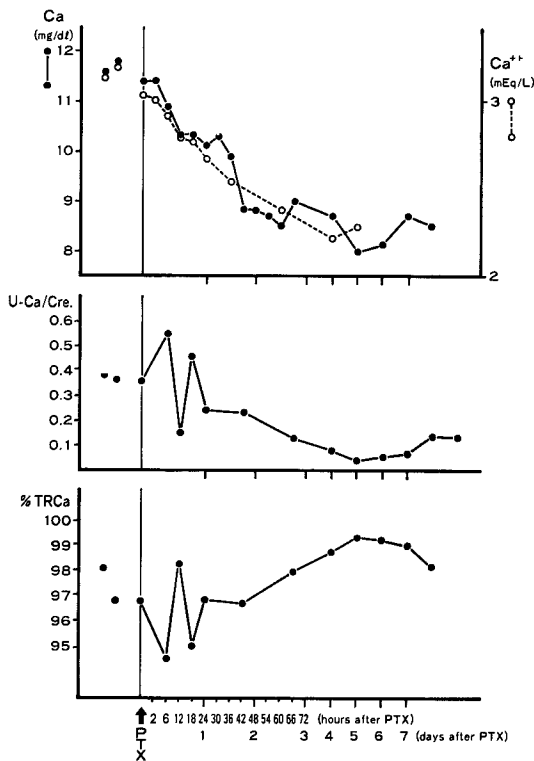 Ca
(mg/dℓ)
12
11
10
9
8
Ca++
(mEq/L)
3
2
U-Ca/Cre.
0.6
0.5
0.4
0.3
0.2
0.1
% TRCa
100
99
98
97
96
95
2 6 12 18 24 30 36 42 48 54 60 66 72 (hours after PTX)
1 2 3 4 5 6 7 (days after PTX)
PTX